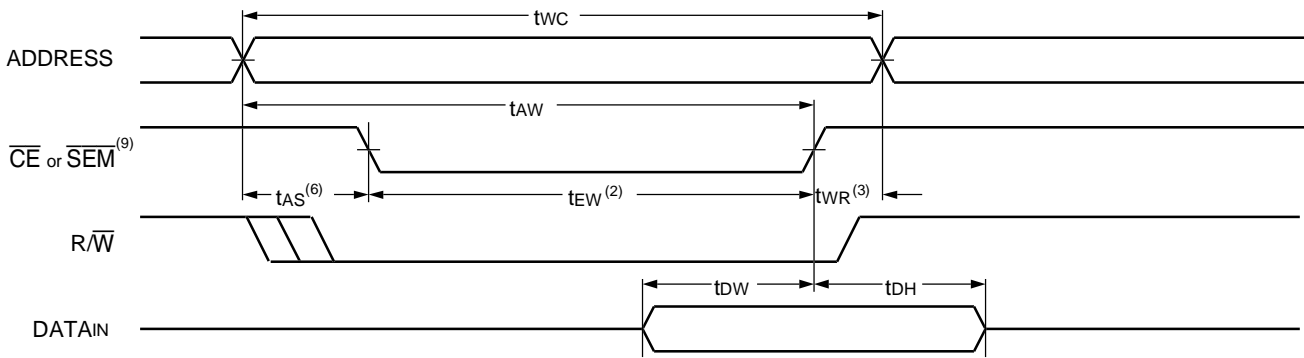 tWC
ADDRESS
tAW
CE or SEM(9)
tAS(6) tEW(2) tWR(3)
R/W
tDW tDH
DATAIN